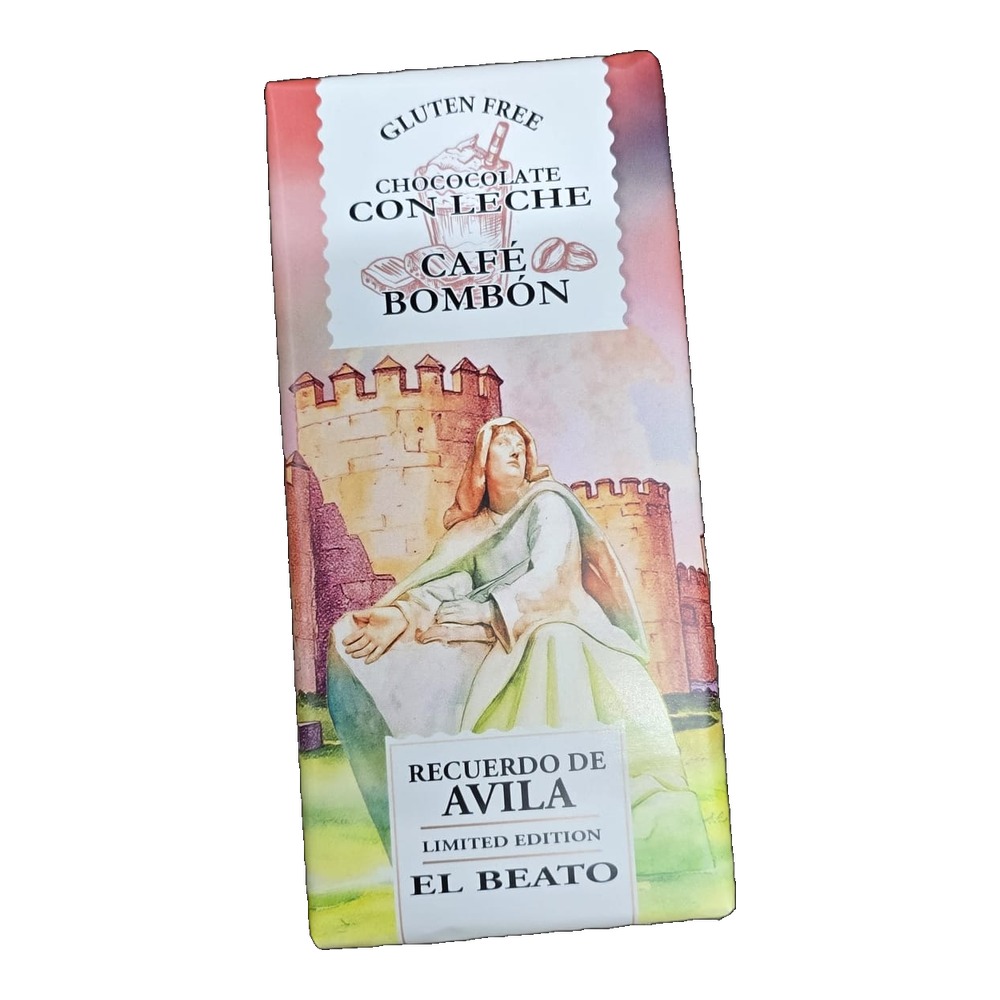 GLUTEN FREE
CHOCOCOLATE
CON LECHE
CAFÉ
BOMBÓN
RECUERDO DE
AVILA
LIMITED EDITION
EL BEATO